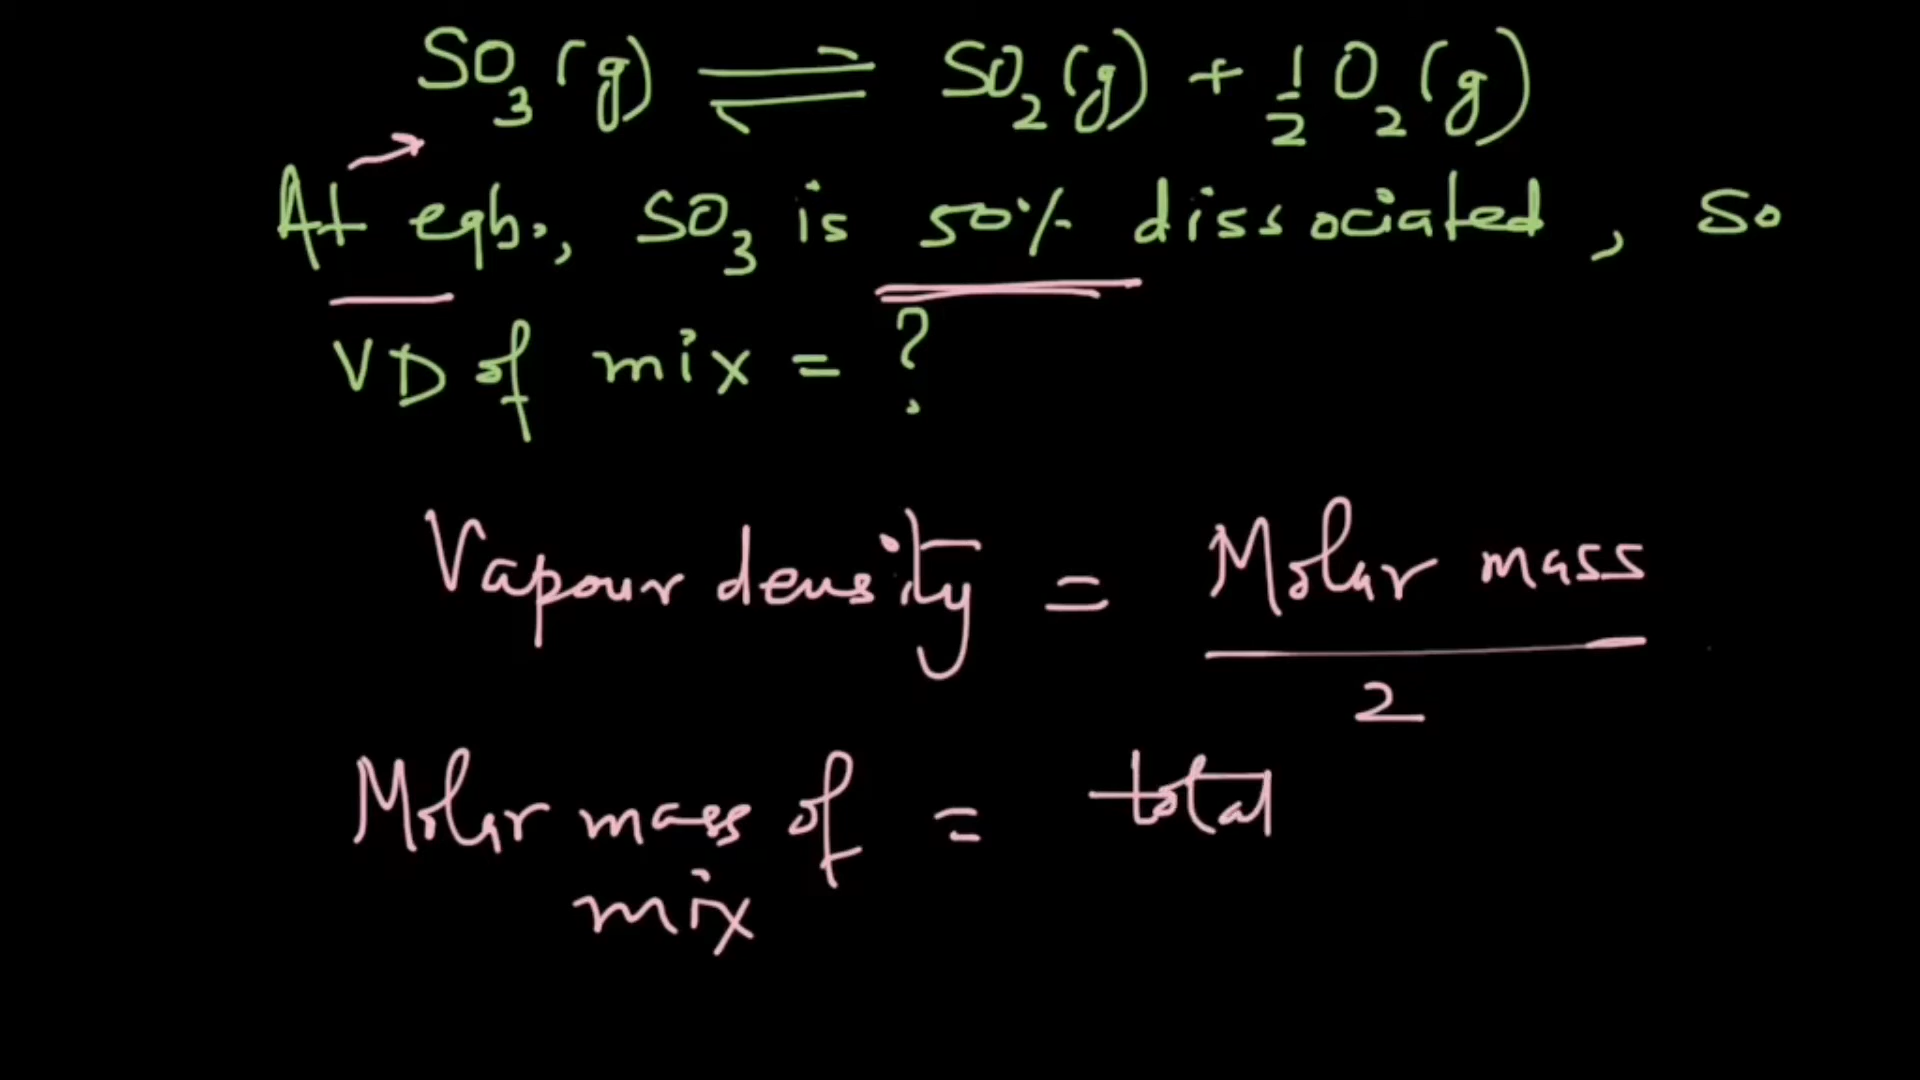 SO₃(g) ⇌ SO₂(g) + 1/2 O₂(g)
At eqb., SO₃ is 50% dissociated, so
VD of mix = ?
Vapour density = Molar mass / 2
Molar mass of mix = total